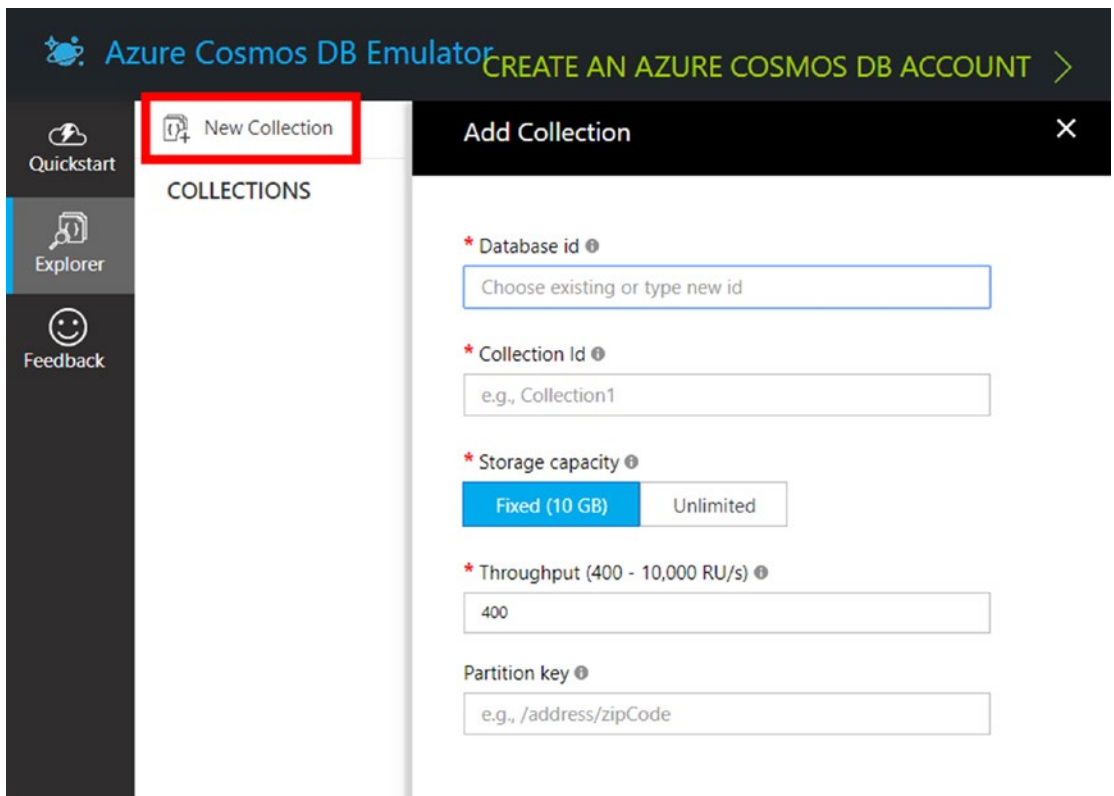 Azure Cosmos DB Emulator
CREATE AN AZURE COSMOS DB ACCOUNT
Quickstart
Explorer
Feedback
New Collection
COLLECTIONS
Add Collection
* Database id
Choose existing or type new id
* Collection Id
e.g., Collection1
* Storage capacity
Fixed (10 GB) Unlimited
* Throughput (400 - 10,000 RU/s)
400
Partition key
e.g., /address/zipCode